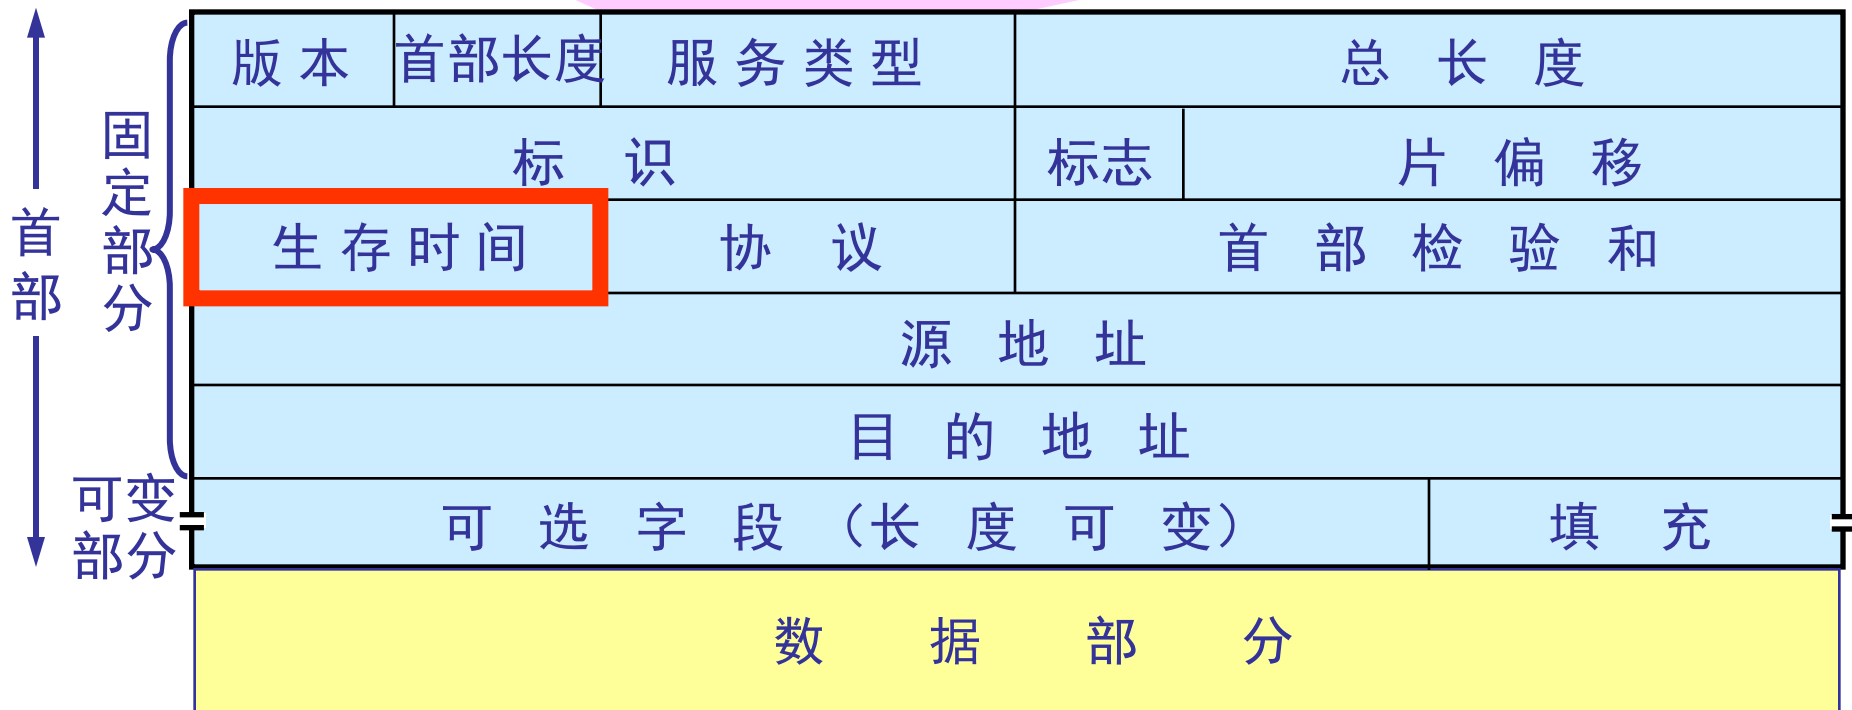 版本 首部长度 服务类型 总长度
标识 标志 片偏移
生存时间 协议 首部检验和
源地址
目的地址
可选字段（长度可变） 填充
数据部分
首部
固定部分
可变
部分